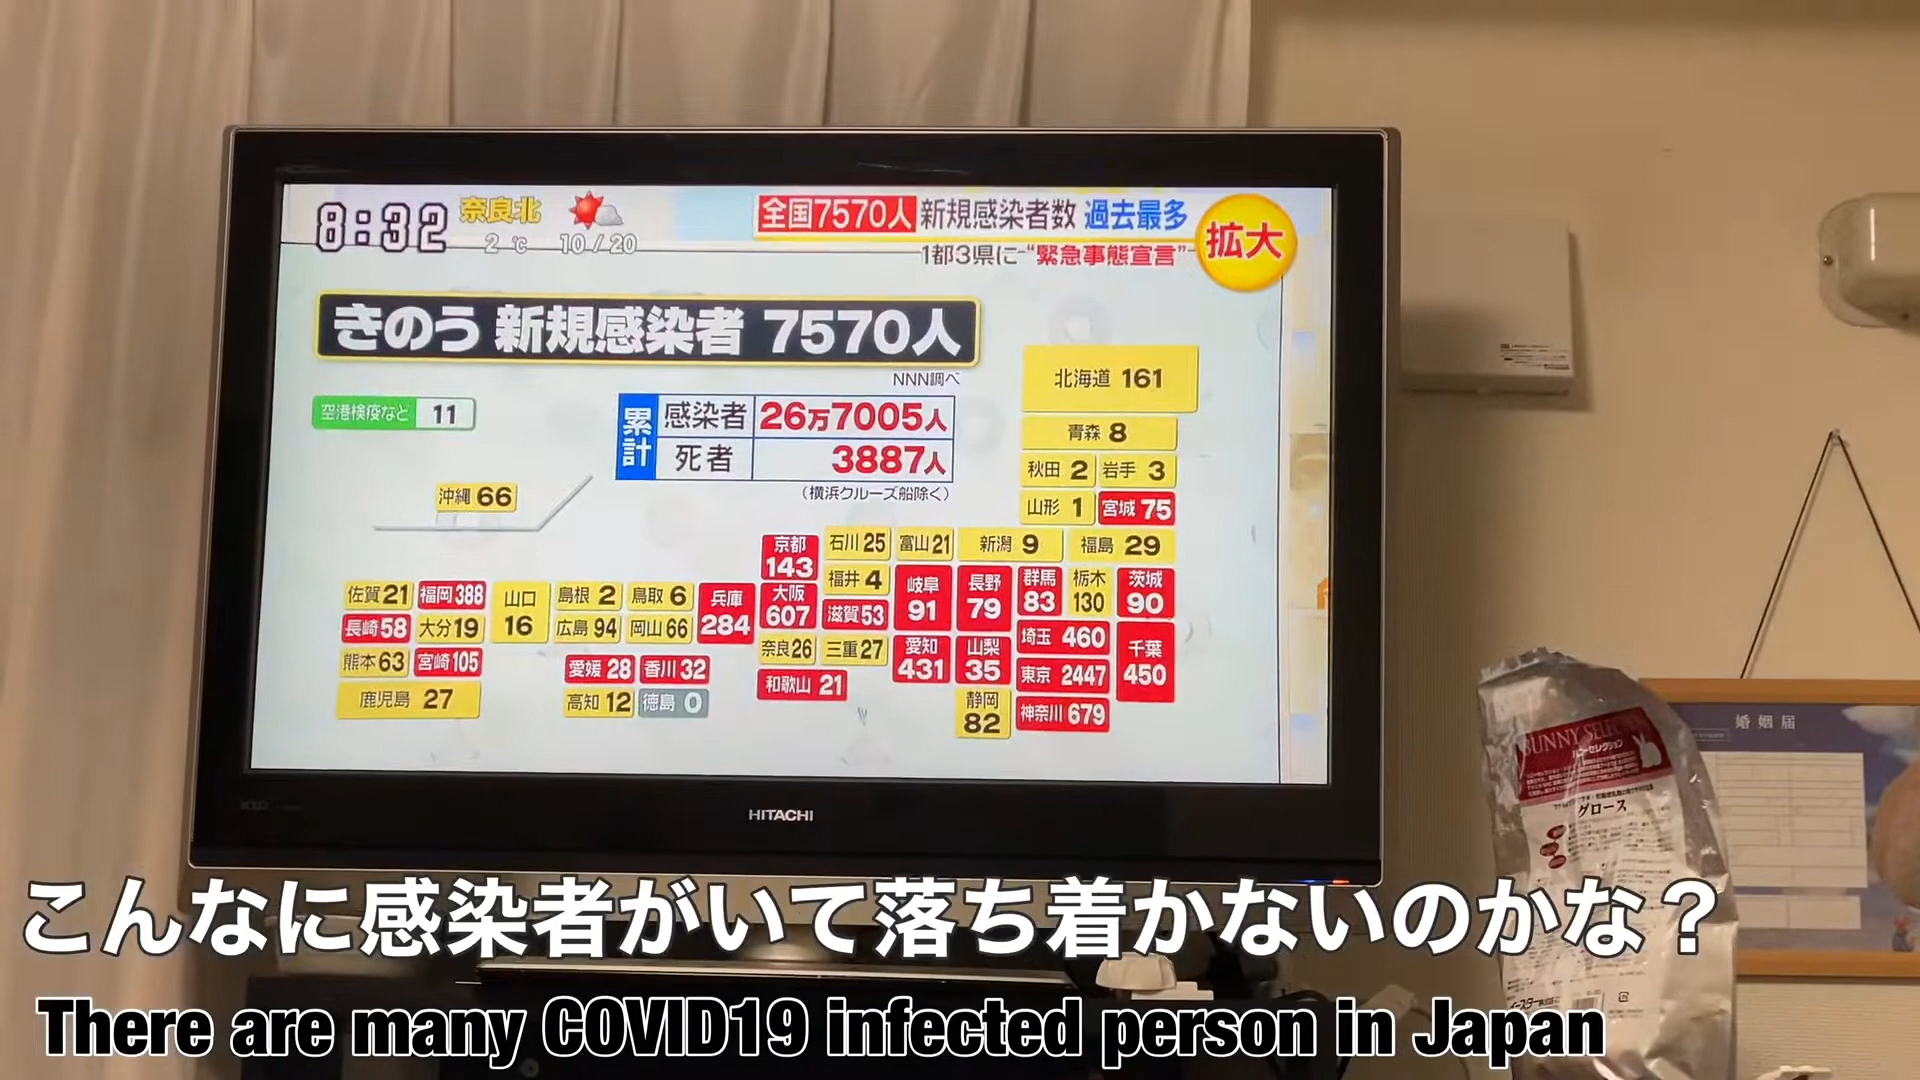 8:32 奈良北
2℃ 10/20
全国7570人 新規感染者数 過去最多
1都3県に“緊急事態宣言”
拡大
きのう 新規感染者 7570人
NNN調べ
空港検疫など 11
累計
感染者 26万7005人
死者 3887人
(横浜クルーズ船除く)
北海道 161
青森 8
秋田 2 岩手 3
山形 1 宮城 75
沖縄 66
京都 143
石川 25 富山 21 新潟 9 福島 29
福井 4
岐阜 91
長野 79
群馬 83
栃木 130
茨城 90
佐賀 21 福岡 388
山口 16
島根 2 鳥取 6
兵庫 284
大阪 607
滋賀 53
長崎 58 大分 19
広島 94 岡山 66
奈良 26 三重 27
愛知 431
山梨 35
埼玉 460
千葉 450
熊本 63 宮崎 105
愛媛 28 香川 32
和歌山 21
東京 2447
鹿児島 27
高知 12 徳島 0
静岡 82
神奈川 679
HITACHI
BUNNY SELECTION
バニーセレクション
グロース
婚姻届
こんなに感染者がいて落ち着かないのかな？
There are many COVID19 infected person in Japan